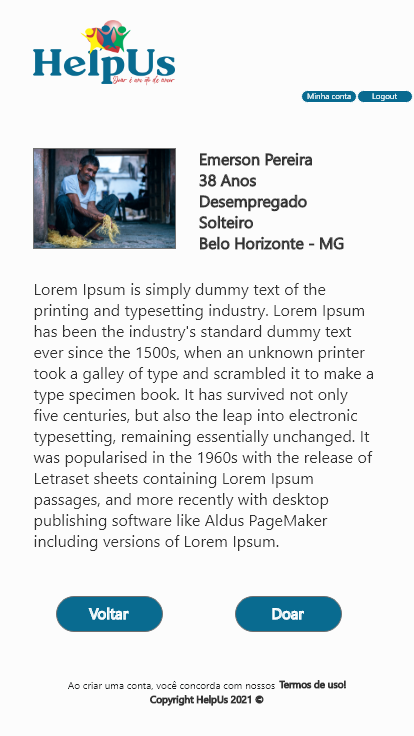 HelpUs
Doar é um ato de amor
Minha conta Logout
Emerson Pereira
38 Anos
Desempregado
Solteiro
Belo Horizonte - MG
Lorem Ipsum is simply dummy text of the
printing and typesetting industry. Lorem Ipsum
has been the industry's standard dummy text
ever since the 1500s, when an unknown printer
took a galley of type and scrambled it to make a
type specimen book. It has survived not only
five centuries, but also the leap into electronic
typesetting, remaining essentially unchanged. It
was popularised in the 1960s with the release of
Letraset sheets containing Lorem Ipsum
passages, and more recently with desktop
publishing software like Aldus PageMaker
including versions of Lorem Ipsum.
Voltar Doar
Ao criar uma conta, você concorda com nossos Termos de uso!
Copyright HelpUs 2021 ©